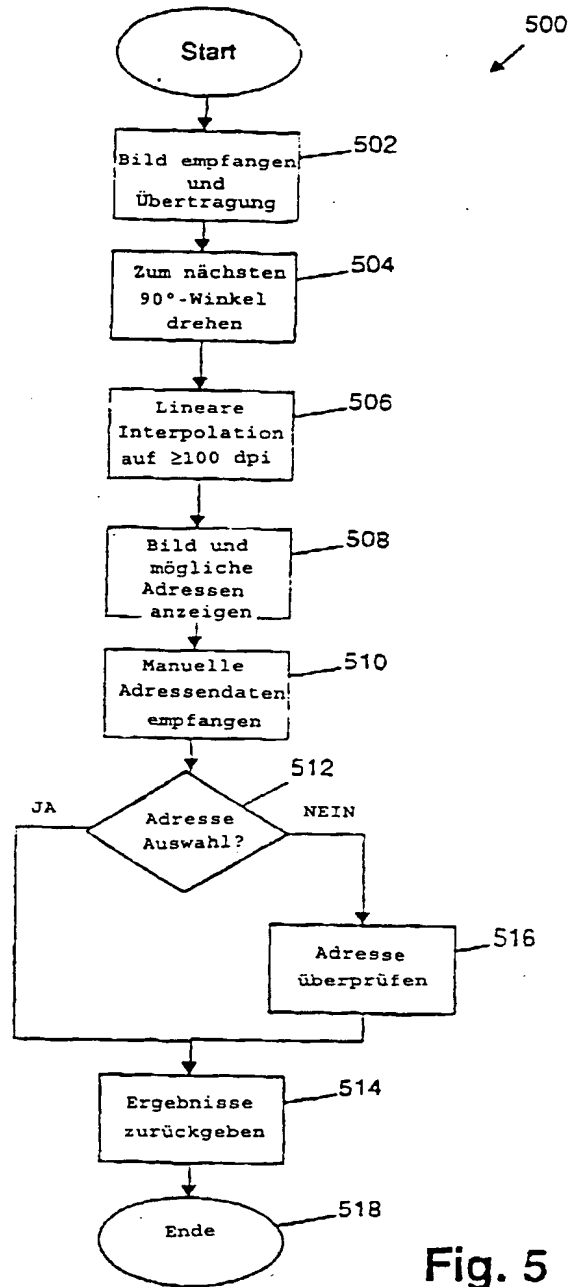 500
Start
502
Bild empfangen
und
Übertragung
504
Zum nächsten
90°-Winkel
drehen
506
Lineare
Interpolation
auf ≥100 dpi
508
Bild und
mögliche
Adressen
anzeigen
510
Manuelle
Adressendaten
empfangen
512
JA
Adresse
Auswahl?
NEIN
516
Adresse
überprüfen
514
Ergebnisse
zurückgeben
518
Ende
Fig. 5